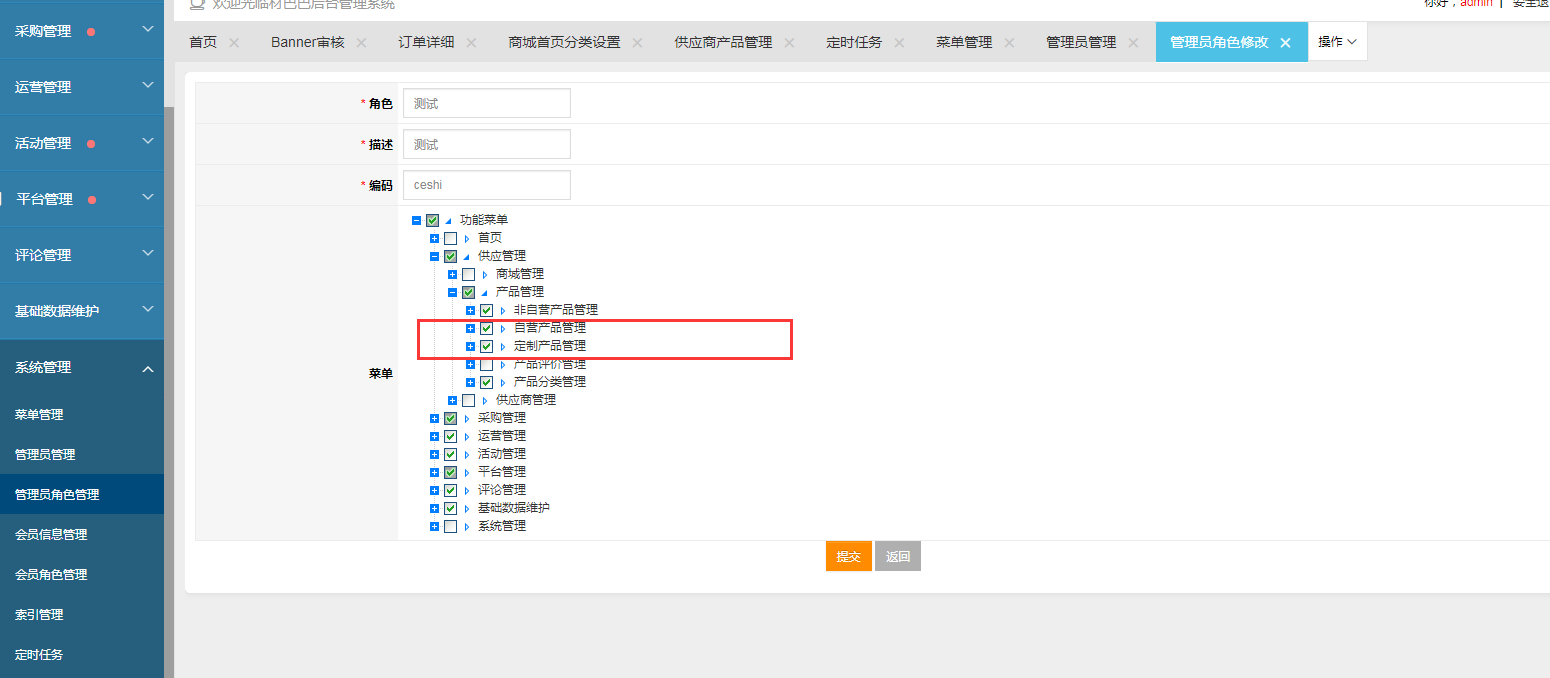 欢迎光临材巴巴后台管理系统
你好，admin | 安全退
首页 Banner审核 订单详细 商城首页分类设置 供应商产品管理 定时任务 菜单管理 管理员管理 管理员角色修改 操作
采购管理
运营管理
活动管理
平台管理
评论管理
基础数据维护
系统管理
菜单管理
管理员管理
管理员角色管理
会员信息管理
会员角色管理
索引管理
定时任务
* 角色 测试
* 描述 测试
* 编码 ceshi
菜单
功能菜单
首页
供应管理
商城管理
产品管理
非自营产品管理
自营产品管理
定制产品管理
产品评价管理
产品分类管理
供应商管理
采购管理
运营管理
活动管理
平台管理
评论管理
基础数据维护
系统管理
提交 返回